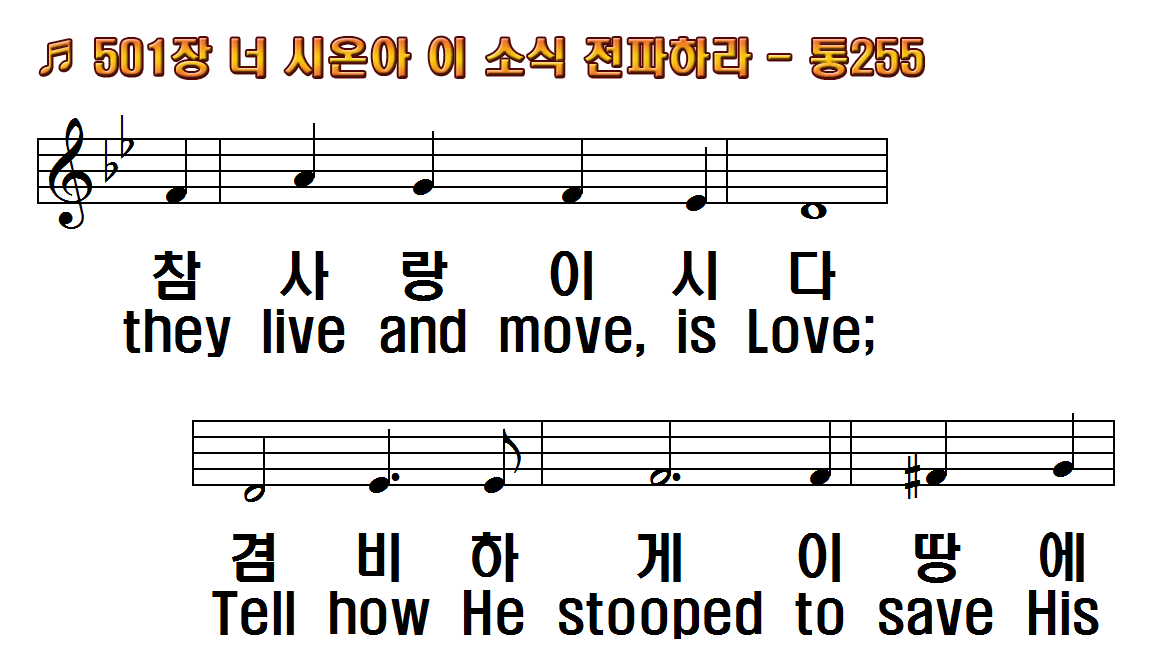 ♬ 501장 너 시온아 이 소식 전파하라 - 통255
참 사 랑 이 시 다
they live and move, is Love;
겸 비 하 게 이 땅 에
Tell how He stooped to save His